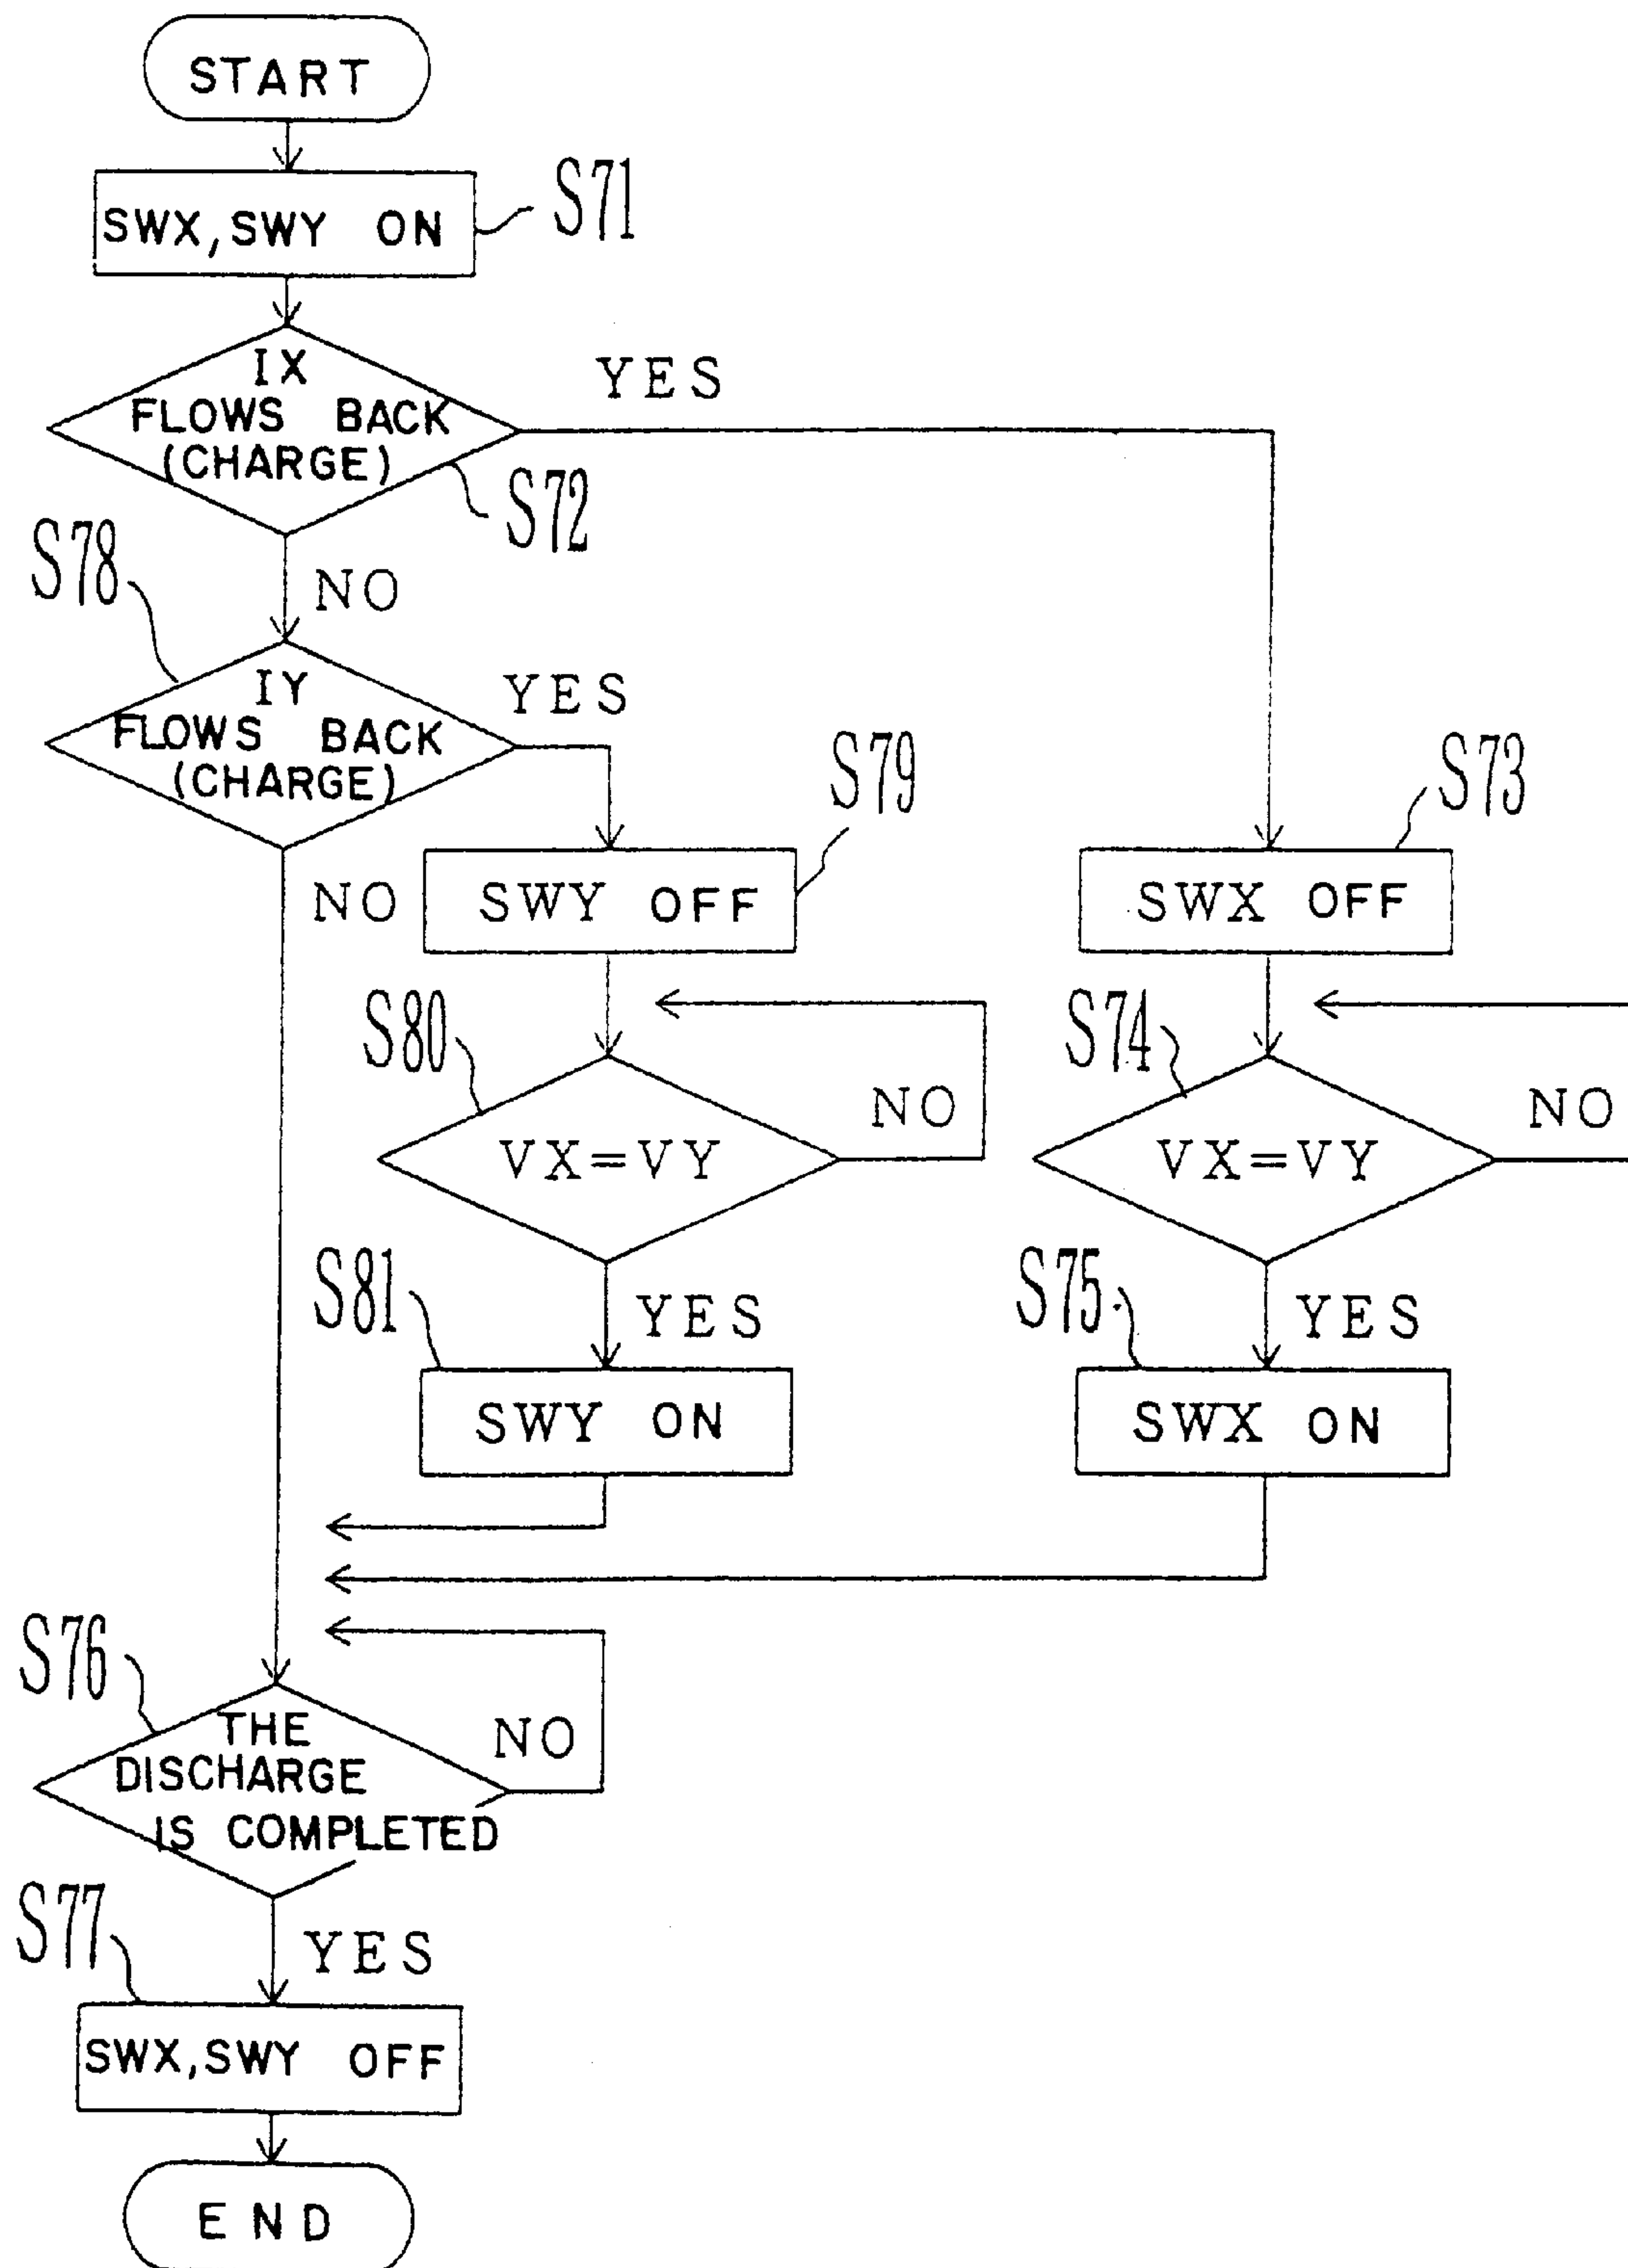 START
SWX,SWY ON
S71
IX
FLOWS BACK
(CHARGE)
YES
S72
NO
S78
IY
FLOWS BACK
(CHARGE)
YES
NO
S79
SWY OFF
S73
SWX OFF
S80
VX=VY
NO
YES
S74
VX=VY
NO
YES
S81
SWY ON
S75
SWX ON
S76
THE
DISCHARGE
IS COMPLETED
NO
YES
S77
SWX,SWY OFF
END